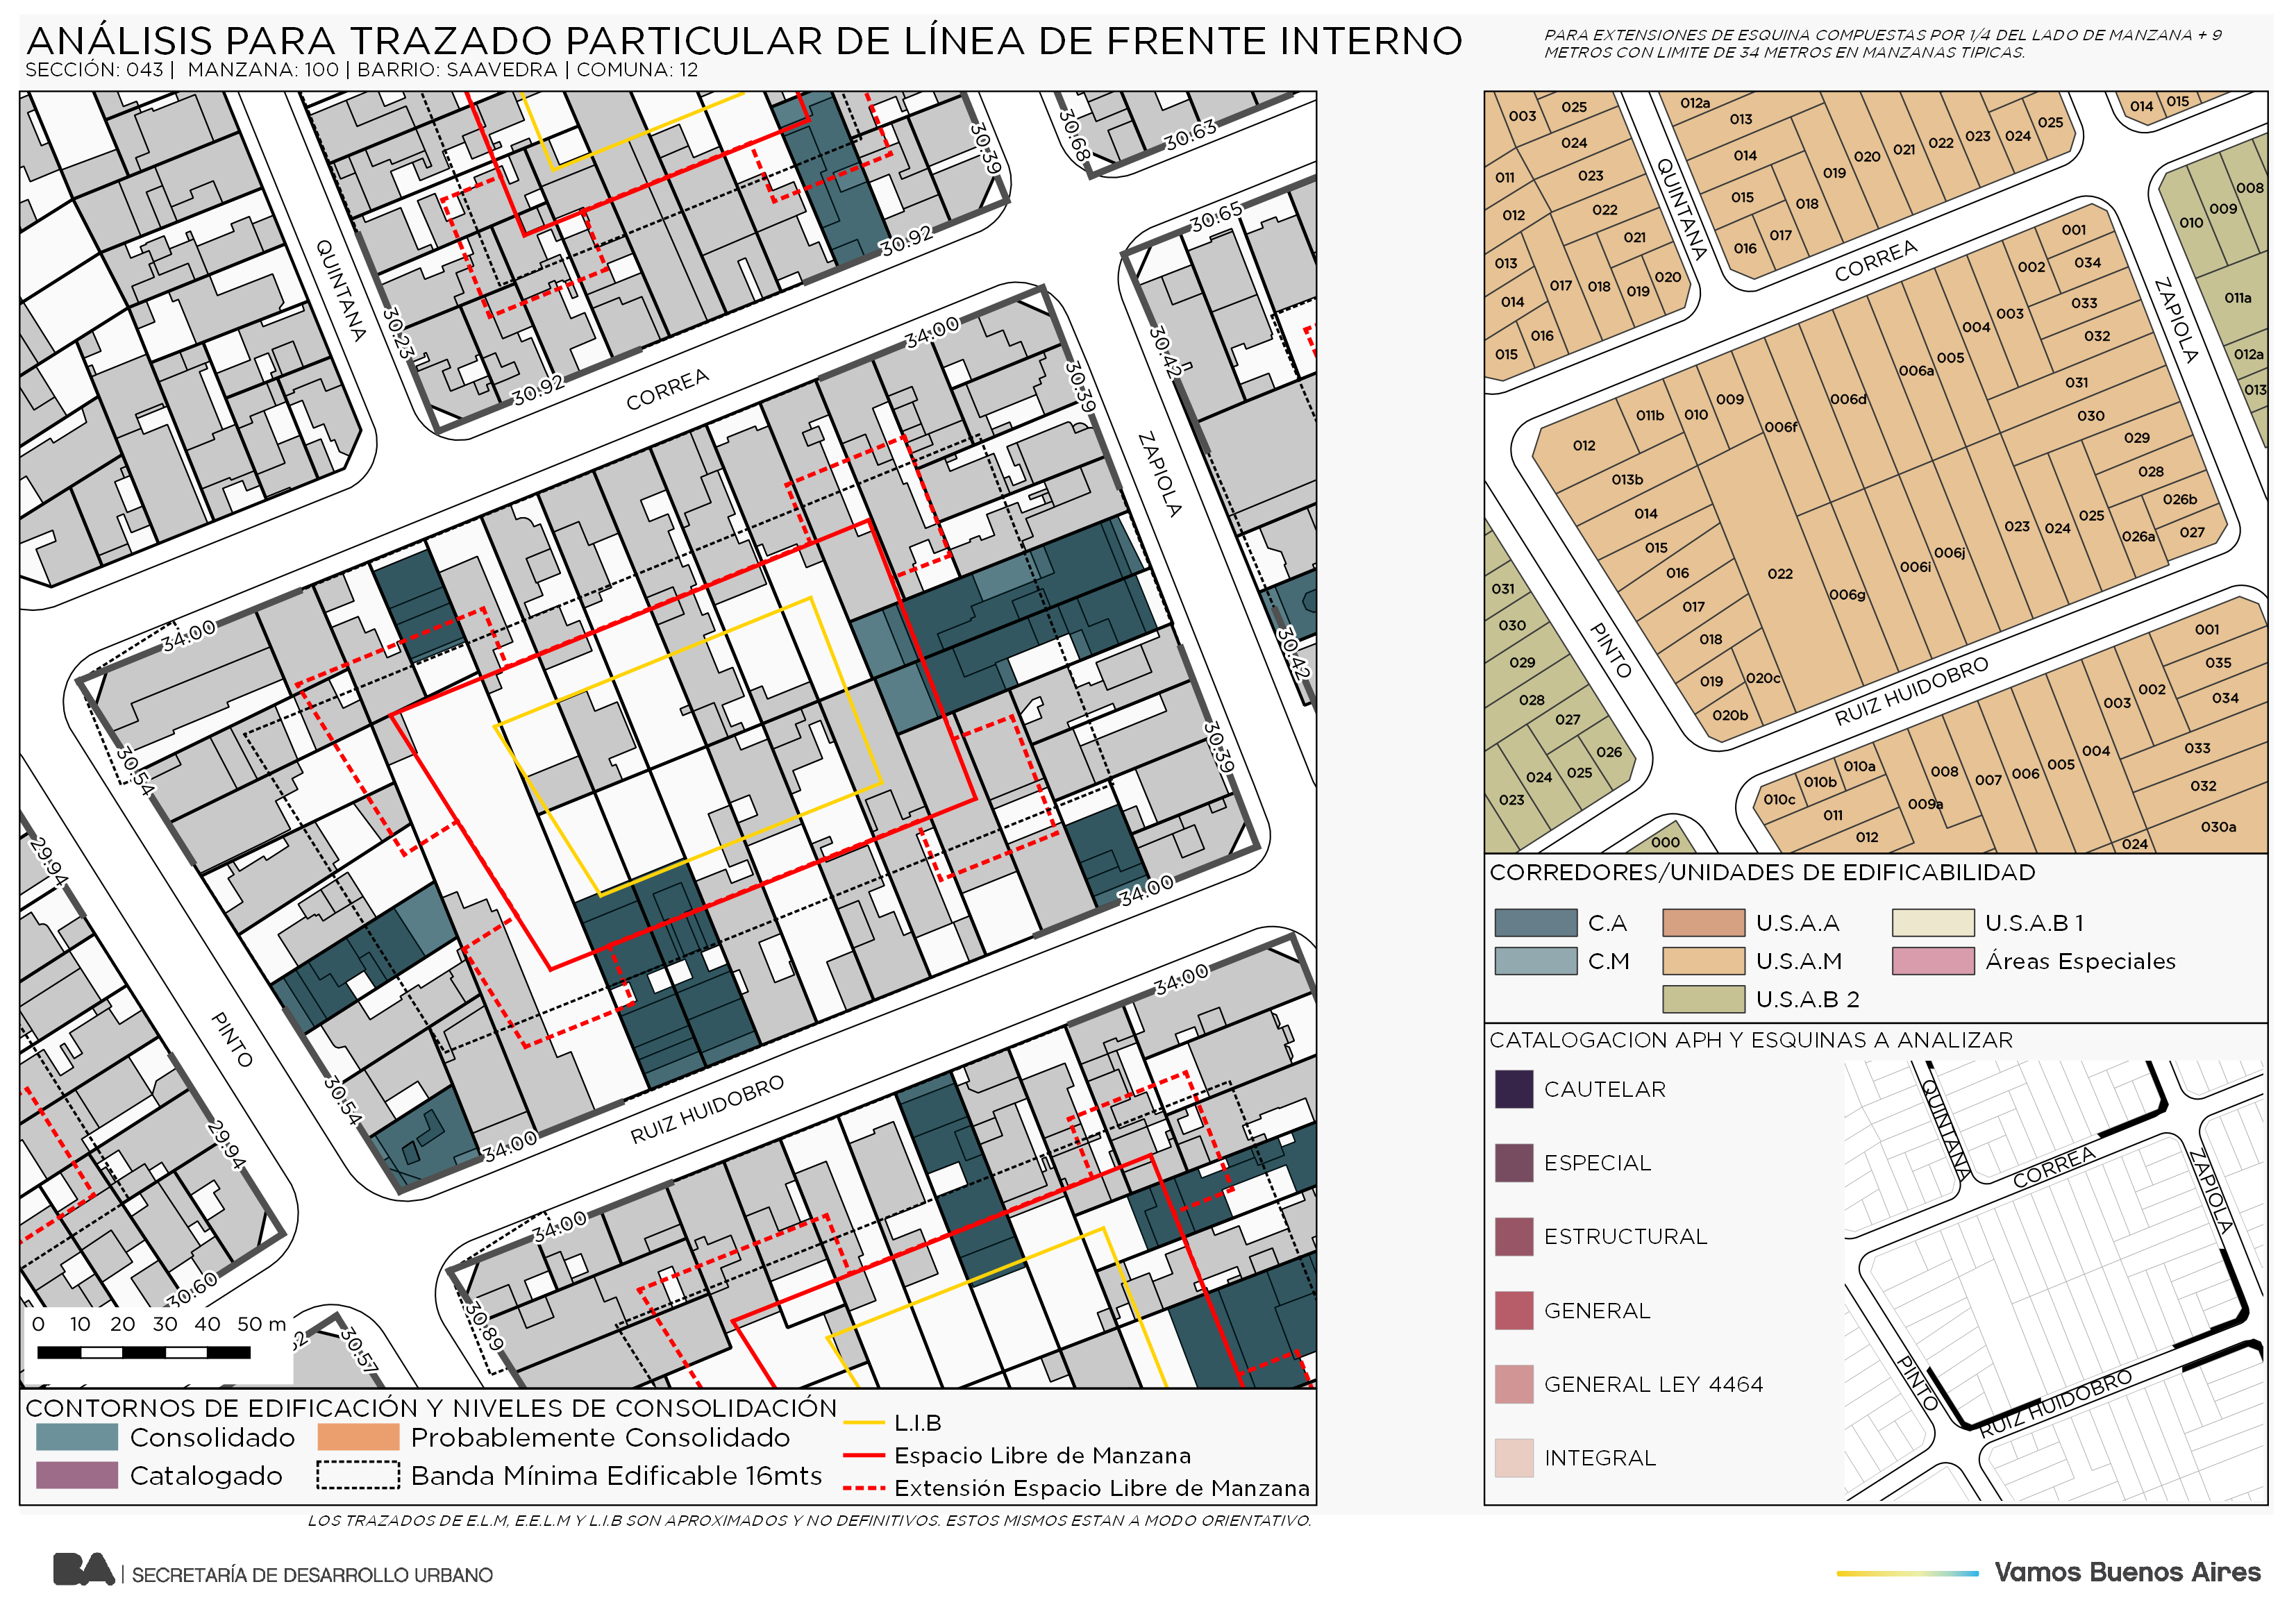 ANÁLISIS PARA TRAZADO PARTICULAR DE LÍNEA DE FRENTE INTERNO
SECCIÓN: 043 | MANZANA: 100 | BARRIO: SAAVEDRA | COMUNA: 12
PARA EXTENSIONES DE ESQUINA COMPUESTAS POR 1/4 DEL LADO DE MANZANA + 9
METROS CON LIMITE DE 34 METROS EN MANZANAS TIPICAS.
30.39
30.68
30.63
30.65
QUINTANA
30.23
30.92
30.92
CORREA
34.00
30.42
30.39
ZAPIOLA
34.00
30.54
30.42
30.39
29.94
34.00
34.00
PINTO
30.54
34.00
RUIZ HUIDOBRO
29.94
34.00
30.89
30.60
30.57
0 10 20 30 40 50 m
CONTORNOS DE EDIFICACIÓN Y NIVELES DE CONSOLIDACIÓN
Consolidado
Probablemente Consolidado
Catalogado
Banda Mínima Edificable 16mts
L.I.B
Espacio Libre de Manzana
Extensión Espacio Libre de Manzana
LOS TRAZADOS DE E.L.M, E.E.L.M Y L.I.B SON APROXIMADOS Y NO DEFINITIVOS. ESTOS MISMOS ESTAN A MODO ORIENTATIVO.
003 025 024 023 022 021 020 019 018 017 016 015 014 013 012 011
012a 013 014 015 016 017 018 019 020 021 022 023 024 025
014 015
008 009 010 011a 012a 013
QUINTANA
CORREA
ZAPIOLA
001 034 033 032 031 030 029 028 026b 027 026a 025 024 023
002 003 004 005 006a 006d 006f 009 010 011b 012
013b 014 015 016 017 018 019 020c 020b 022 006g 006i 006j
PINTO
RUIZ HUIDOBRO
031 030 029 028 027 026 025 024 023
000
001 035 034 033 032 030a 024
002 003 004 005 006 007 008 009a 010a 010b 010c 011 012
CORREDORES/UNIDADES DE EDIFICABILIDAD
C.A
U.S.A.A
U.S.A.B 1
C.M
U.S.A.M
Áreas Especiales
U.S.A.B 2
CATALOGACION APH Y ESQUINAS A ANALIZAR
CAUTELAR
ESPECIAL
ESTRUCTURAL
GENERAL
GENERAL LEY 4464
INTEGRAL
QUINTANA
CORREA
ZAPIOLA
PINTO
RUIZ HUIDOBRO
BA | SECRETARÍA DE DESARROLLO URBANO
Vamos Buenos Aires